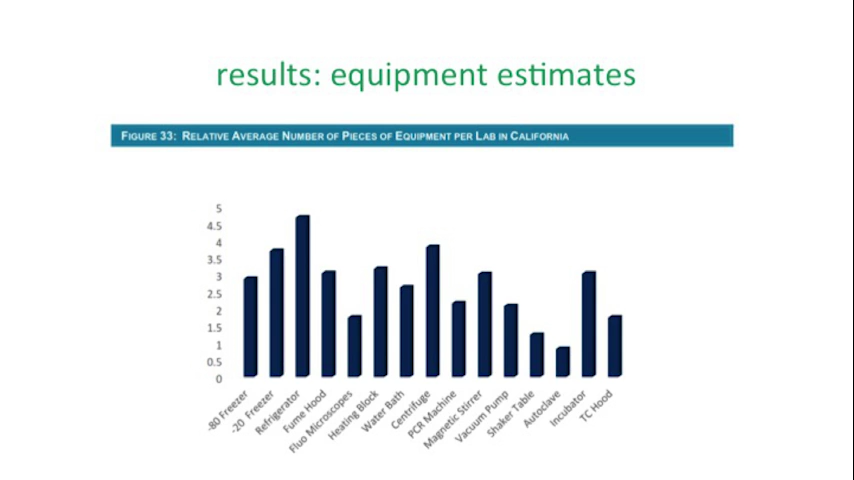 results: equipment estimates
FIGURE 33: RELATIVE AVERAGE NUMBER OF PIECES OF EQUIPMENT PER LAB IN CALIFORNIA
5
4.5
4
3.5
3
2.5
2
1.5
1
0.5
0
-80 Freezer
-20 Freezer
Refrigerator
Fume Hood
Fluo Microscopes
Heating Block
Water Bath
Centrifuge
PCR Machine
Magnetic Stirrer
Vacuum Pump
Shaker Table
Autoclave
Incubator
TC Hood